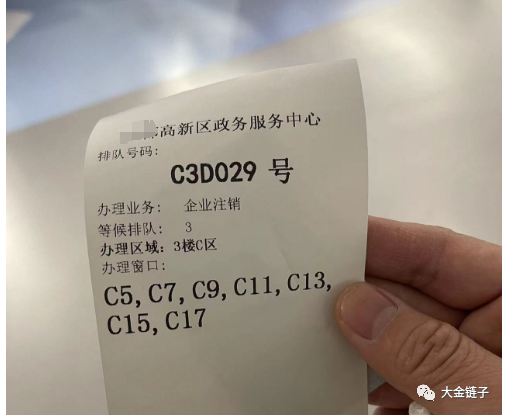 都高新区政务服务中心
排队号码:
C3D029 号
办理业务: 企业注销
等候排队: 3
办理区域: 3楼C区
办理窗口:
C5, C7, C9, C11, C13,
C15, C17
大金链子